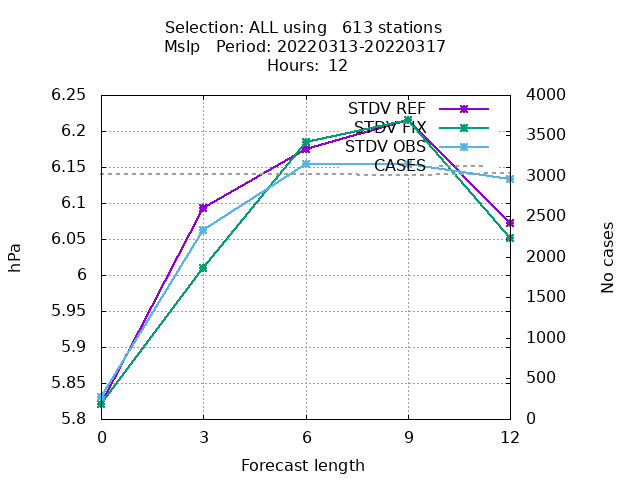 Selection: ALL using   613 stations
Mslp   Period: 20220313-20220317
Hours: 12
STDV REF
STDV FIX
STDV OBS
CASES
hPa
No cases
6.25
6.2
6.15
6.1
6.05
6
5.95
5.9
5.85
5.8
4000
3500
3000
2500
2000
1500
1000
500
0
0 3 6 9 12
Forecast length